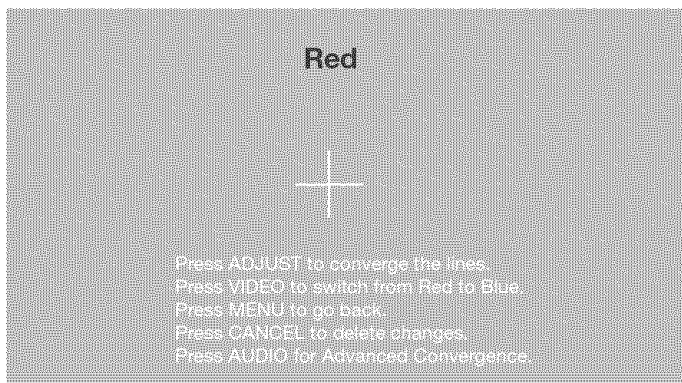 Red
Press ADJUST to converge the lines.
Press VIDEO to switch from Red to Blue.
Press MENU to go back.
Press CANCEL to delete changes.
Press AUDIO for Advanced Convergence.